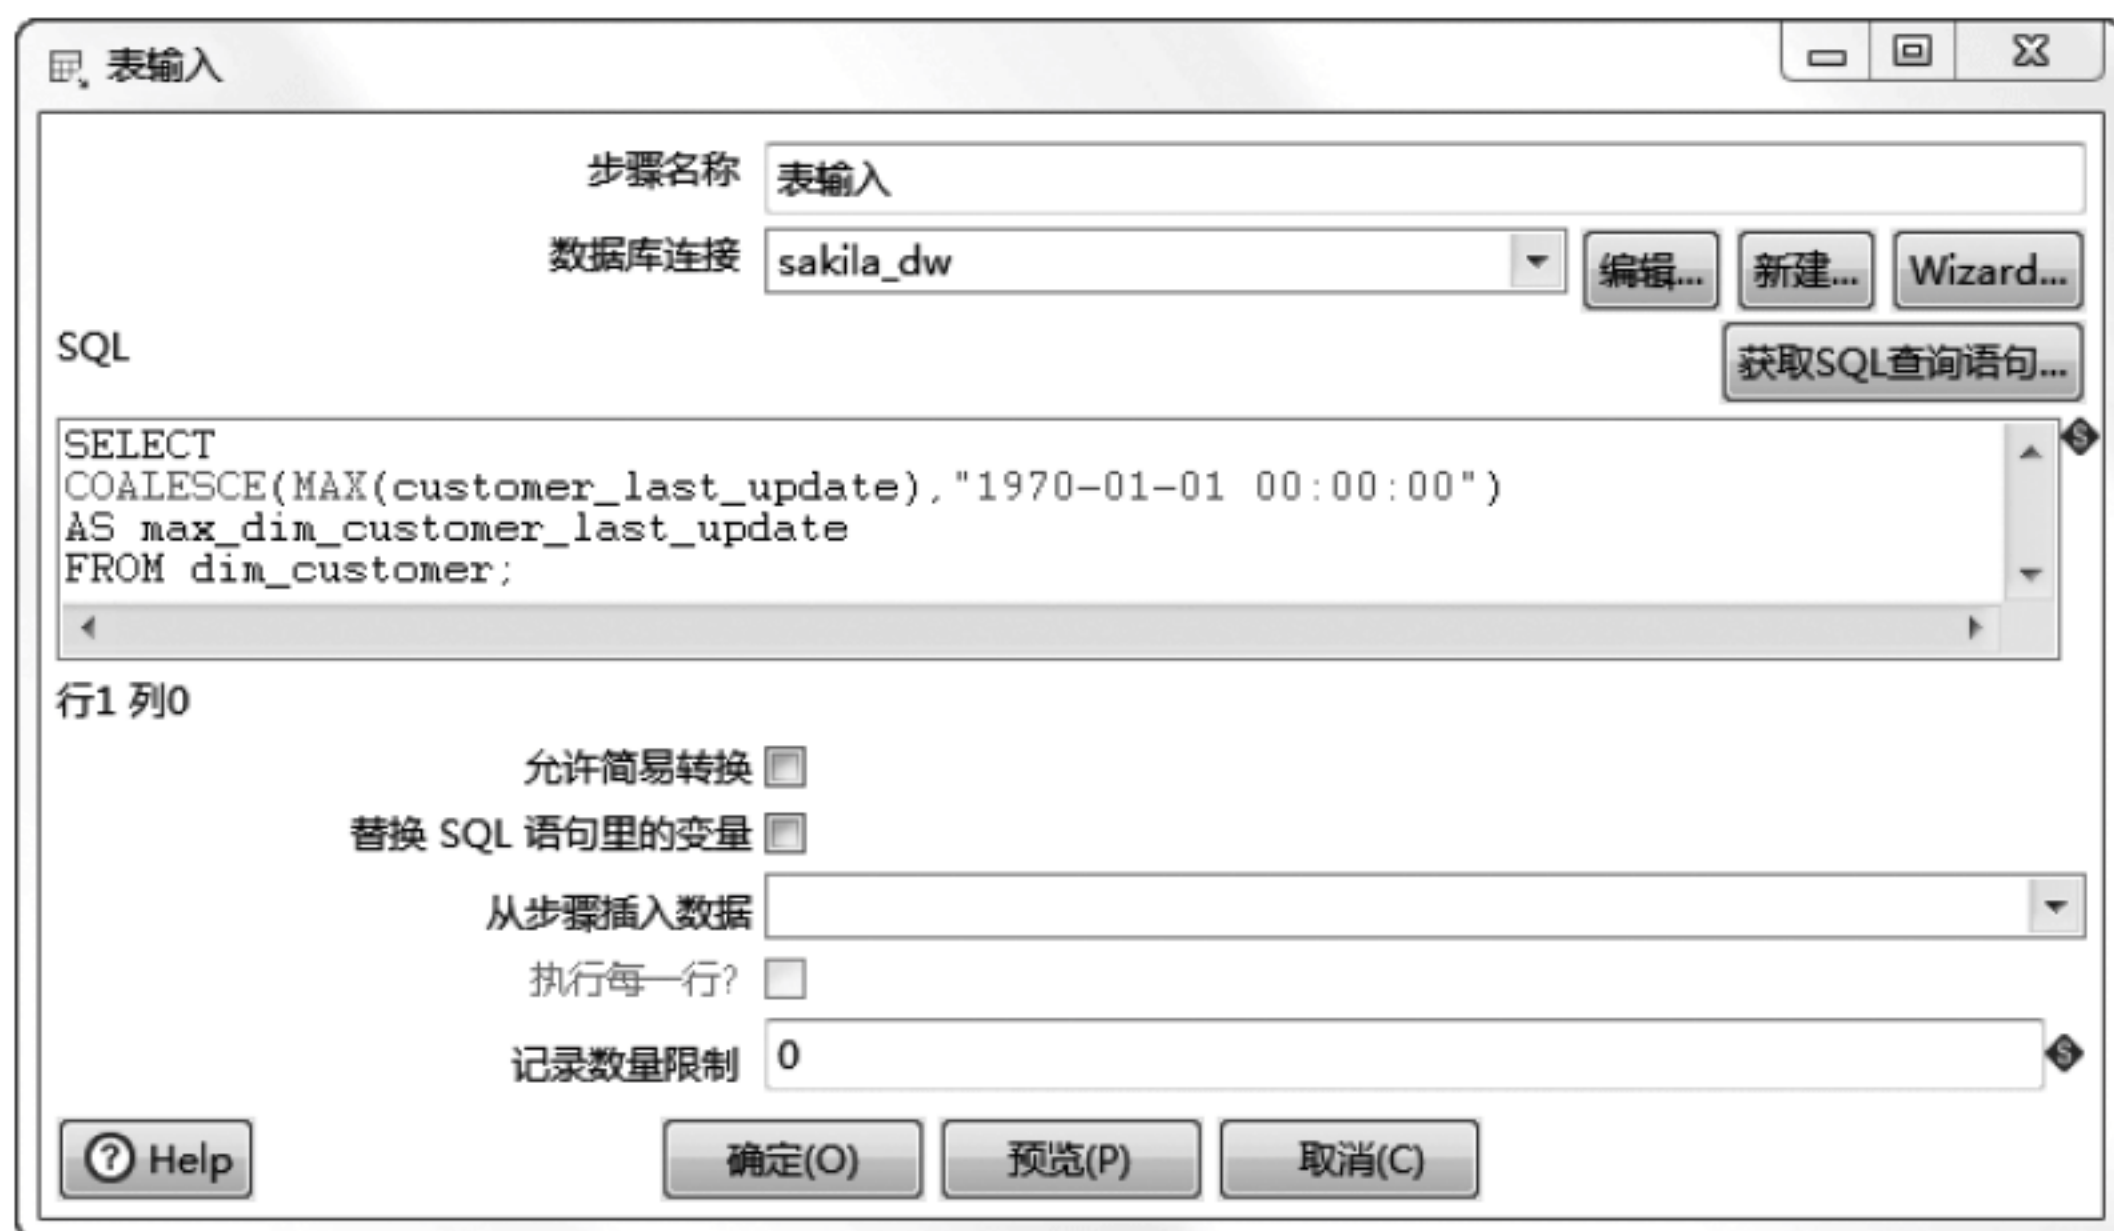 表输入
步骤名称 表输入
数据库连接 sakila_dw 编辑... 新建... Wizard...
SQL 获取SQL查询语句...
SELECT
COALESCE(MAX(customer_last_update),"1970-01-01 00:00:00")
AS max_dim_customer_last_update
FROM dim_customer;
行1 列0
允许简易转换
替换 SQL 语句里的变量
从步骤插入数据
执行每一行?
记录数量限制 0
Help 确定(O) 预览(P) 取消(C)